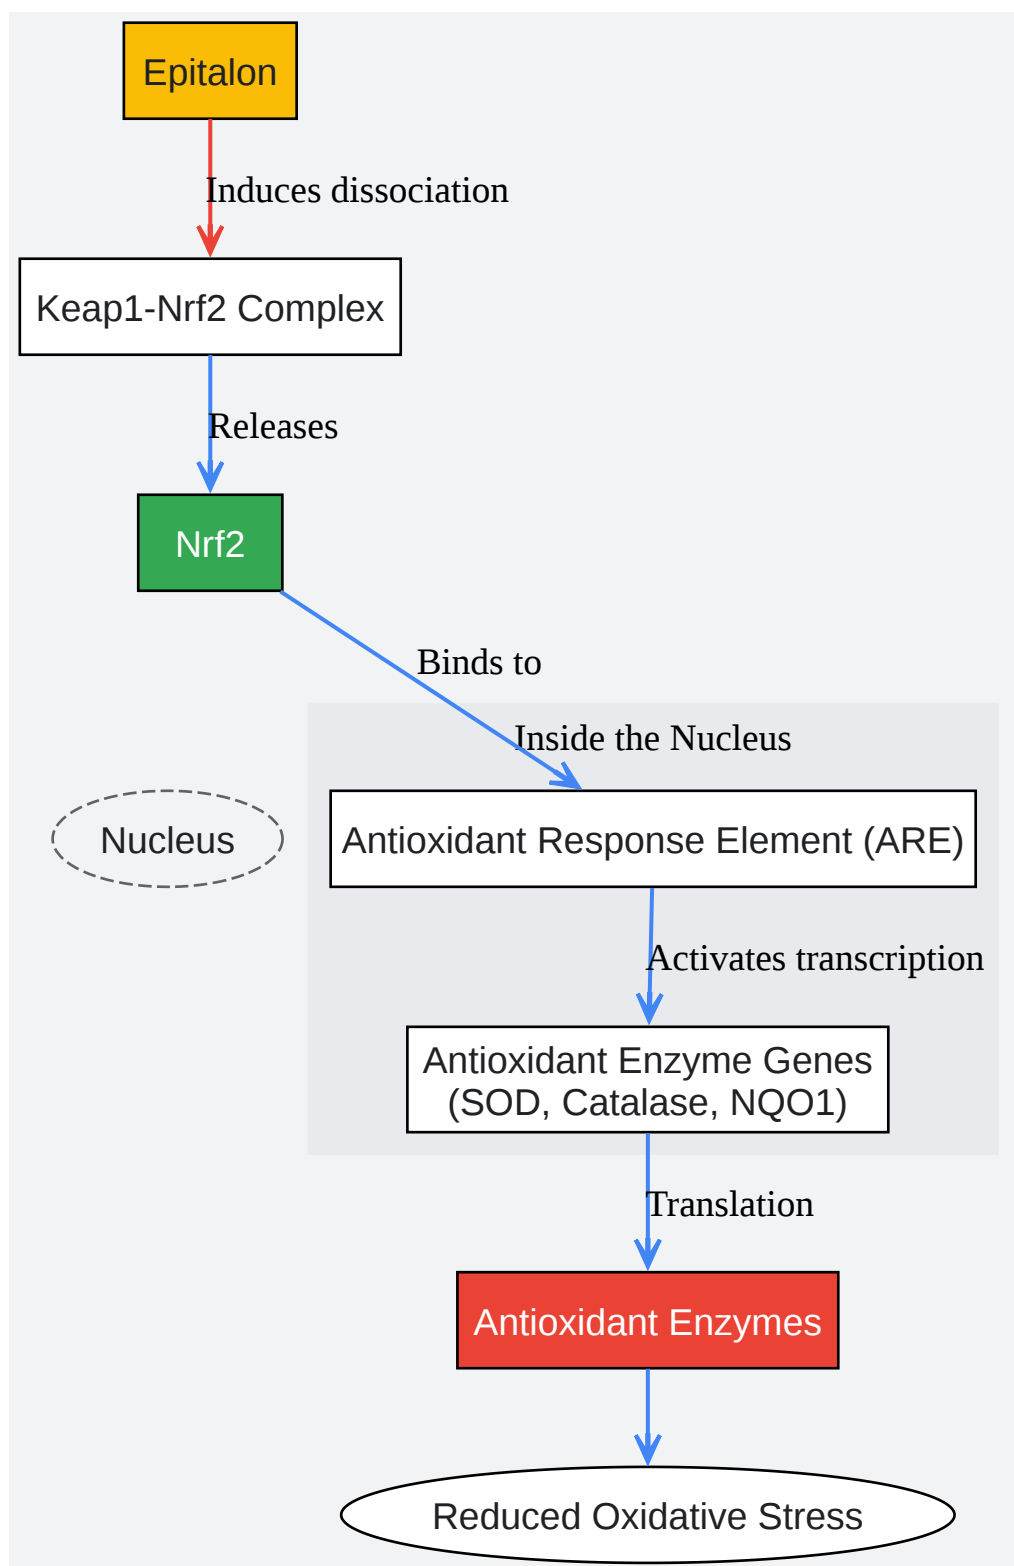 Epitalon
Induces dissociation
Keap1-Nrf2 Complex
Releases
Nrf2
Binds to
Inside the Nucleus
Nucleus
Antioxidant Response Element (ARE)
Activates transcription
Antioxidant Enzyme Genes
(SOD, Catalase, NQO1)
Translation
Antioxidant Enzymes
Reduced Oxidative Stress